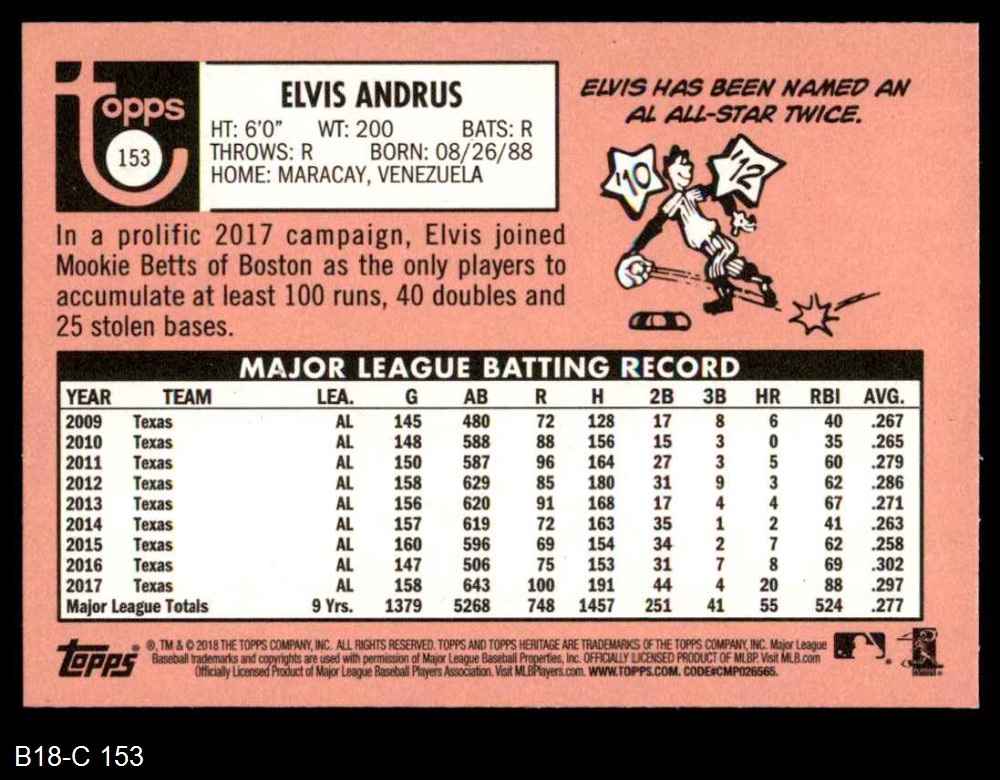 Topps
153
ELVIS ANDRUS
HT: 6'0" WT: 200 BATS: R
THROWS: R BORN: 08/26/88
HOME: MARACAY, VENEZUELA
ELVIS HAS BEEN NAMED AN
AL ALL-STAR TWICE.
'10 '12
In a prolific 2017 campaign, Elvis joined
Mookie Betts of Boston as the only players to
accumulate at least 100 runs, 40 doubles and
25 stolen bases.
MAJOR LEAGUE BATTING RECORD
YEAR TEAM LEA. G AB R H 2B 3B HR RBI AVG.
2009 Texas AL 145 480 72 128 17 8 6 40 .267
2010 Texas AL 148 588 88 156 15 3 0 35 .265
2011 Texas AL 150 587 96 164 27 3 5 60 .279
2012 Texas AL 158 629 85 180 31 9 3 62 .286
2013 Texas AL 156 620 91 168 17 4 4 67 .271
2014 Texas AL 157 619 72 163 35 1 2 41 .263
2015 Texas AL 160 596 69 154 34 2 7 62 .258
2016 Texas AL 147 506 75 153 31 7 8 69 .302
2017 Texas AL 158 643 100 191 44 4 20 88 .297
Major League Totals 9 Yrs. 1379 5268 748 1457 251 41 55 524 .277
Topps
®, TM & © 2018 THE TOPPS COMPANY, INC. ALL RIGHTS RESERVED. TOPPS AND TOPPS HERITAGE ARE TRADEMARKS OF THE TOPPS COMPANY, INC. Major League
Baseball trademarks and copyrights are used with permission of Major League Baseball Properties, Inc. OFFICIALLY LICENSED PRODUCT OF MLBP. Visit MLB.com
Officially Licensed Product of Major League Baseball Players Association. Visit MLBPlayers.com. WWW.TOPPS.COM. CODE#CMP026565.
B18-C 153